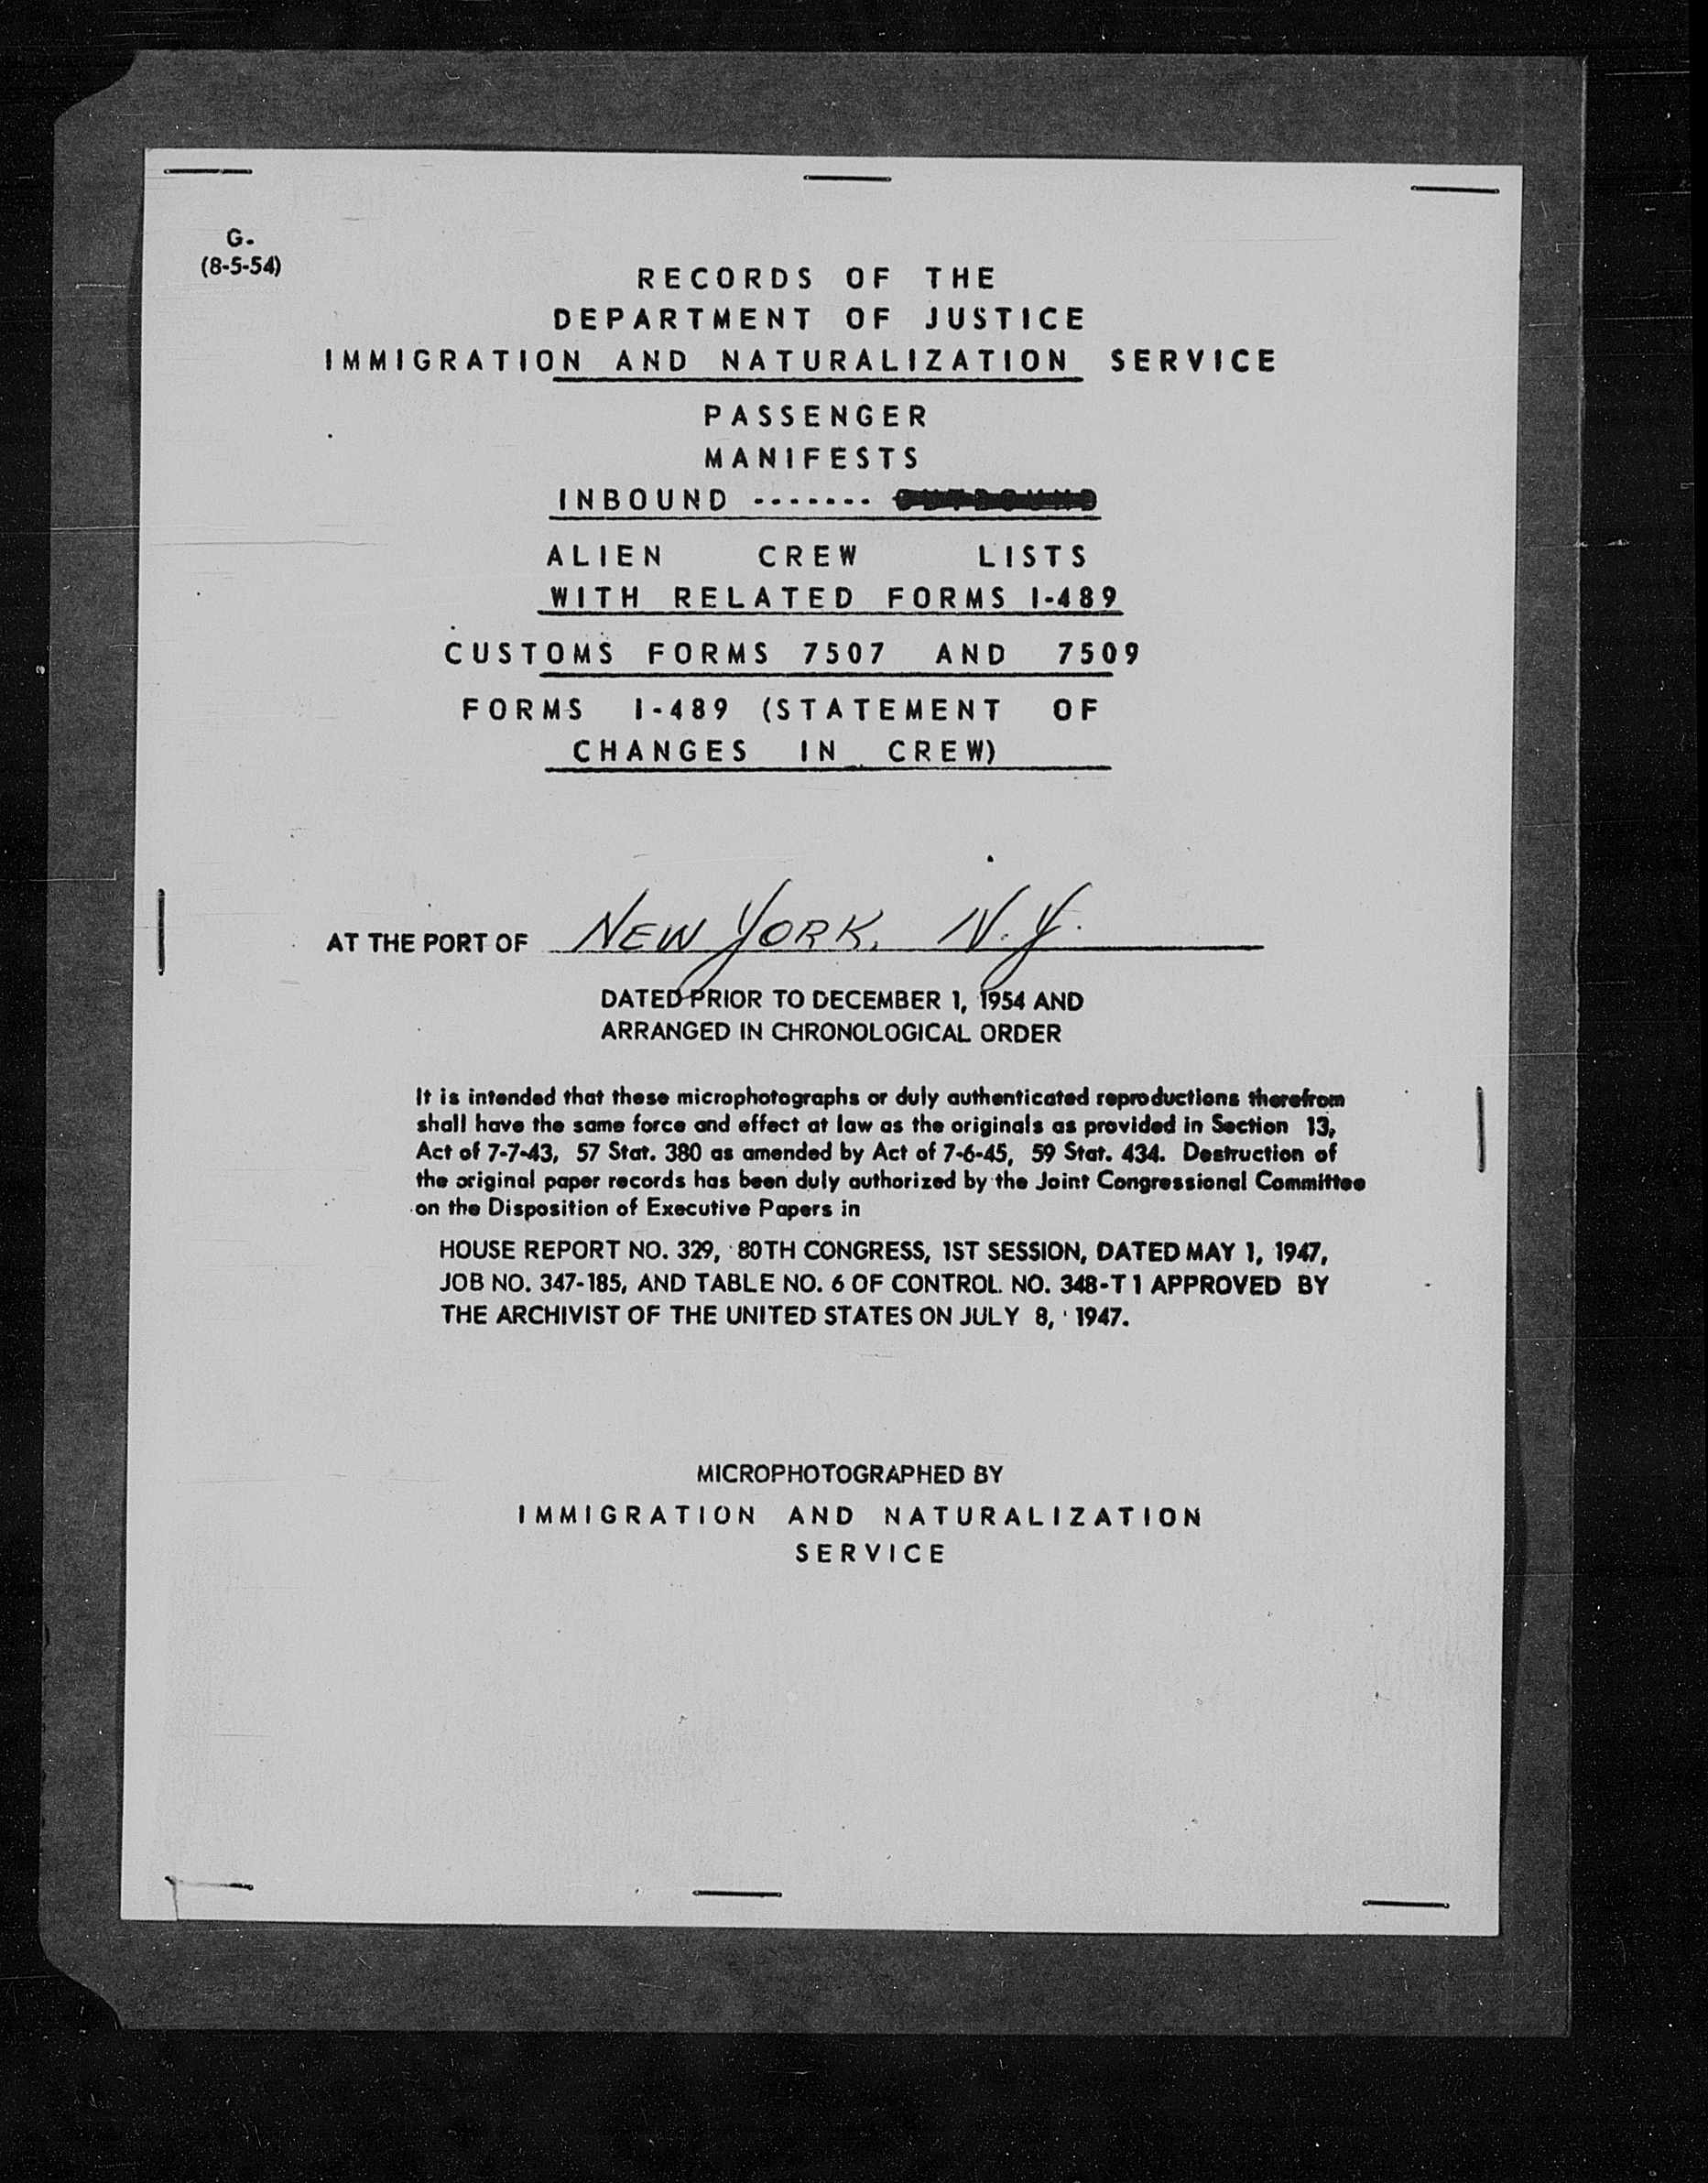 G.
(8-5-54)
RECORDS OF THE
DEPARTMENT OF JUSTICE
IMMIGRATION AND NATURALIZATION SERVICE
PASSENGER
MANIFESTS
INBOUND ------- OUTBOUND
ALIEN CREW LISTS
WITH RELATED FORMS I-489
CUSTOMS FORMS 7507 AND 7509
FORMS I-489 (STATEMENT OF
CHANGES IN CREW)
AT THE PORT OF NEW YORK, N.Y.
DATED PRIOR TO DECEMBER 1, 1954 AND
ARRANGED IN CHRONOLOGICAL ORDER
It is intended that these microphotographs or duly authenticated reproductions therefrom
shall have the same force and effect at law as the originals as provided in Section 13,
Act of 7-7-43, 57 Stat. 380 as amended by Act of 7-6-45, 59 Stat. 434. Destruction of
the original paper records has been duly authorized by the Joint Congressional Committee
on the Disposition of Executive Papers in
HOUSE REPORT NO. 329, 80TH CONGRESS, 1ST SESSION, DATED MAY 1, 1947,
JOB NO. 347-185, AND TABLE NO. 6 OF CONTROL NO. 348-T 1 APPROVED BY
THE ARCHIVIST OF THE UNITED STATES ON JULY 8, 1947.
MICROPHOTOGRAPHED BY
IMMIGRATION AND NATURALIZATION
SERVICE